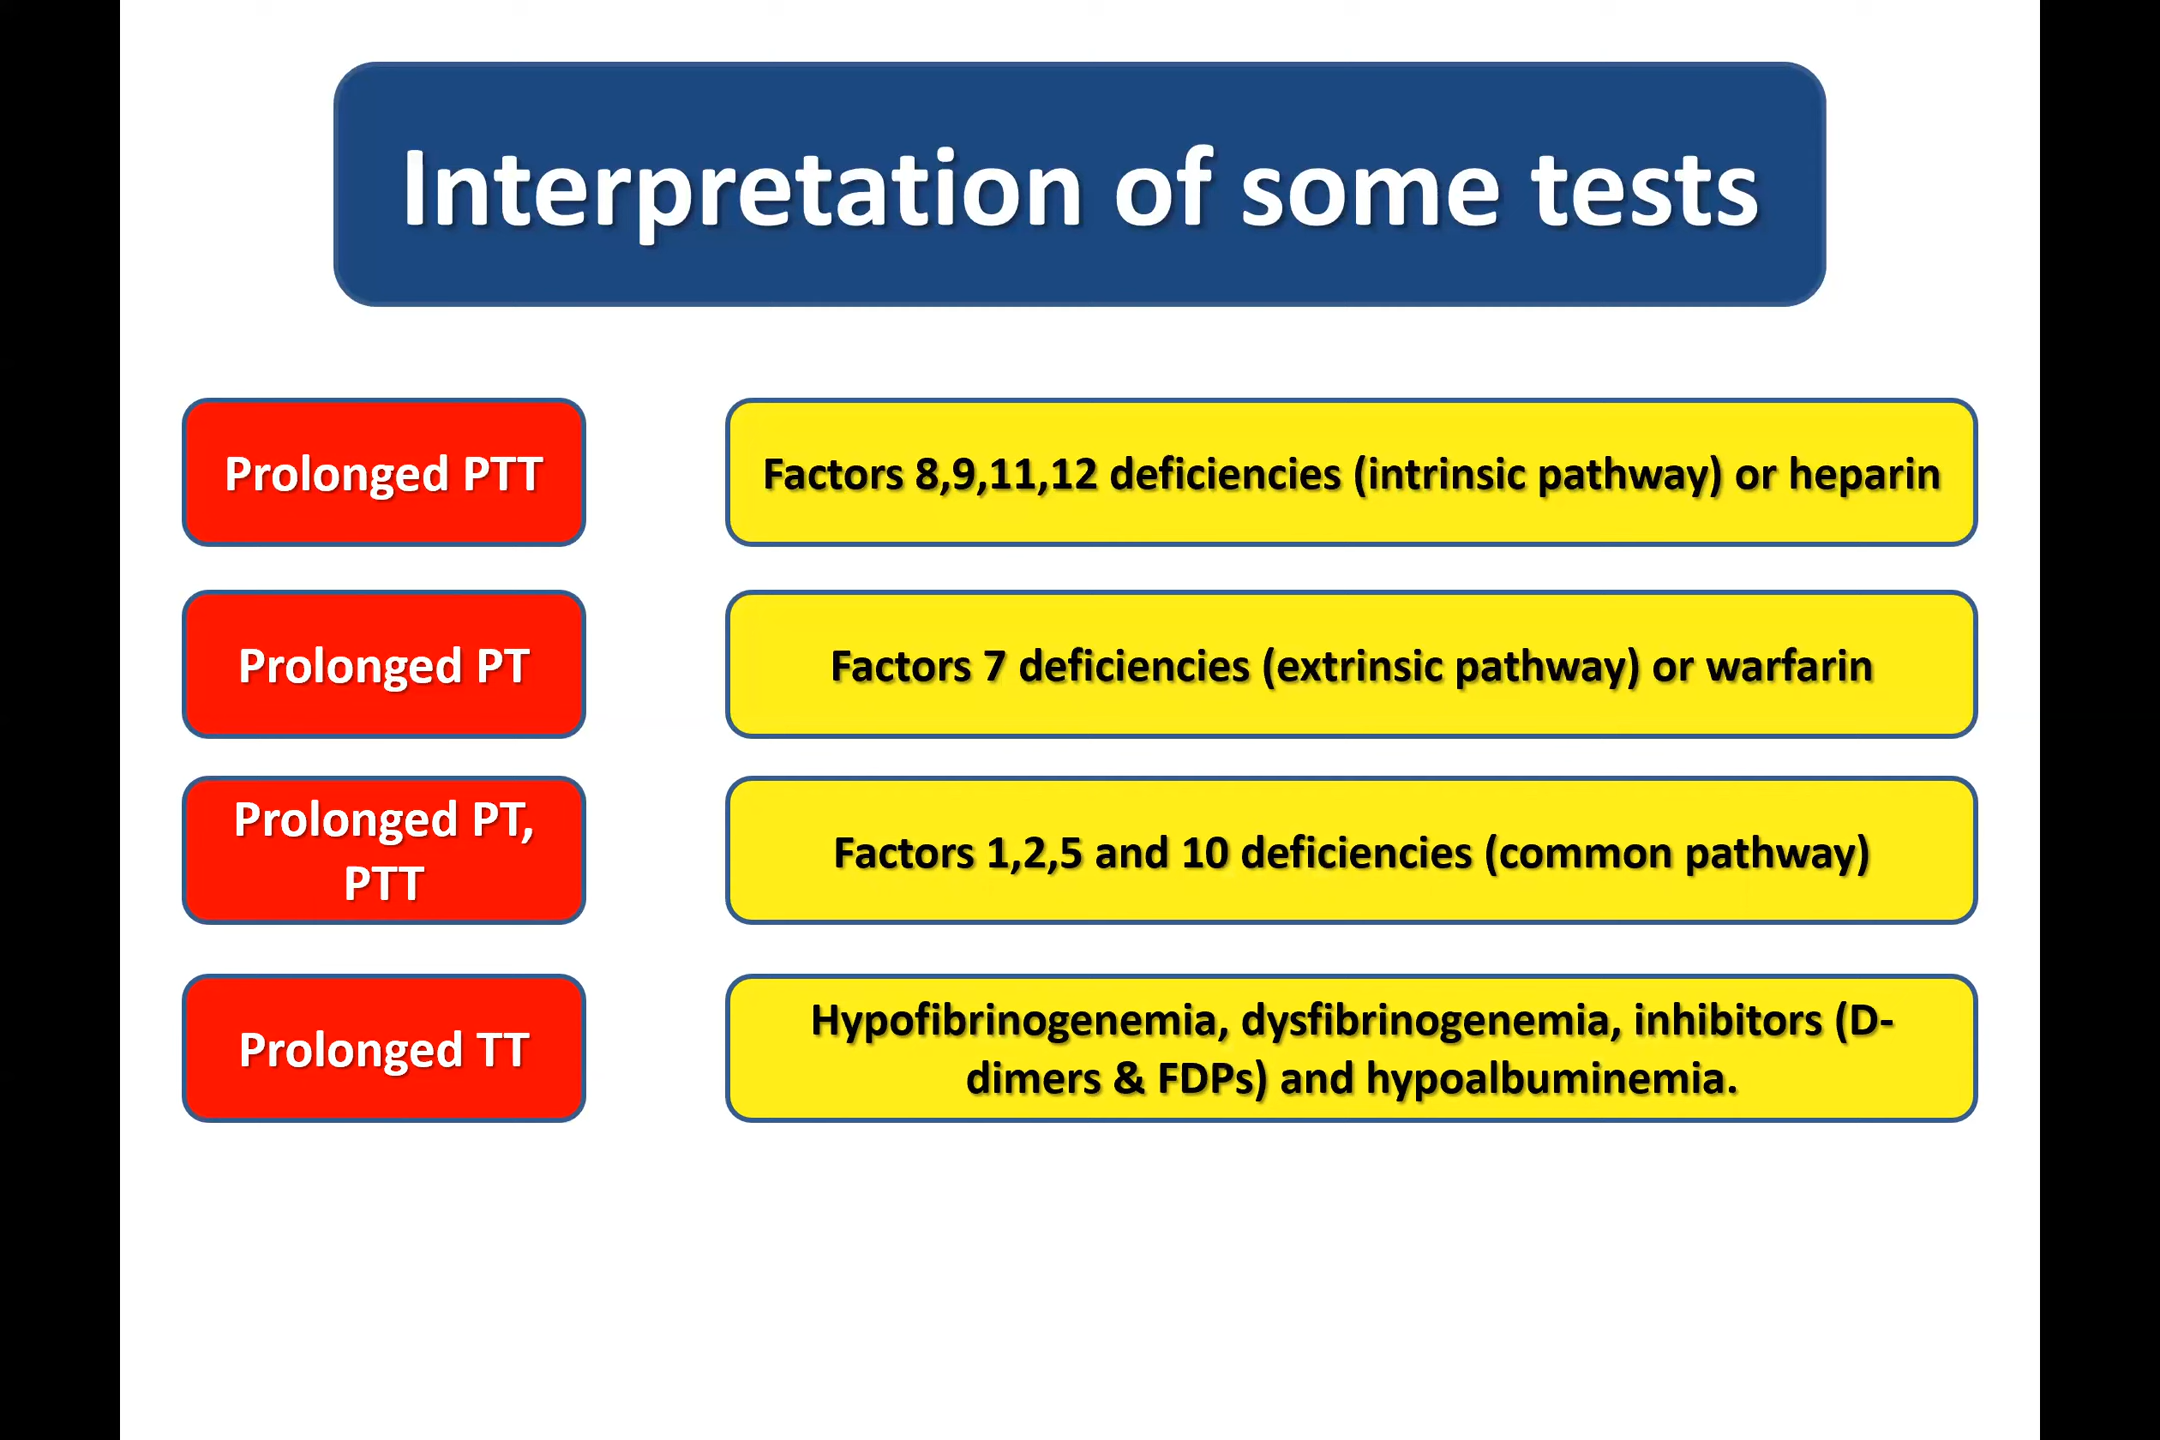 Interpretation of some tests
Prolonged PTT
Factors 8,9,11,12 deficiencies (intrinsic pathway) or heparin
Prolonged PT
Factors 7 deficiencies (extrinsic pathway) or warfarin
Prolonged PT,
PTT
Factors 1,2,5 and 10 deficiencies (common pathway)
Prolonged TT
Hypofibrinogenemia, dysfibrinogenemia, inhibitors (D-
dimers & FDPs) and hypoalbuminemia.